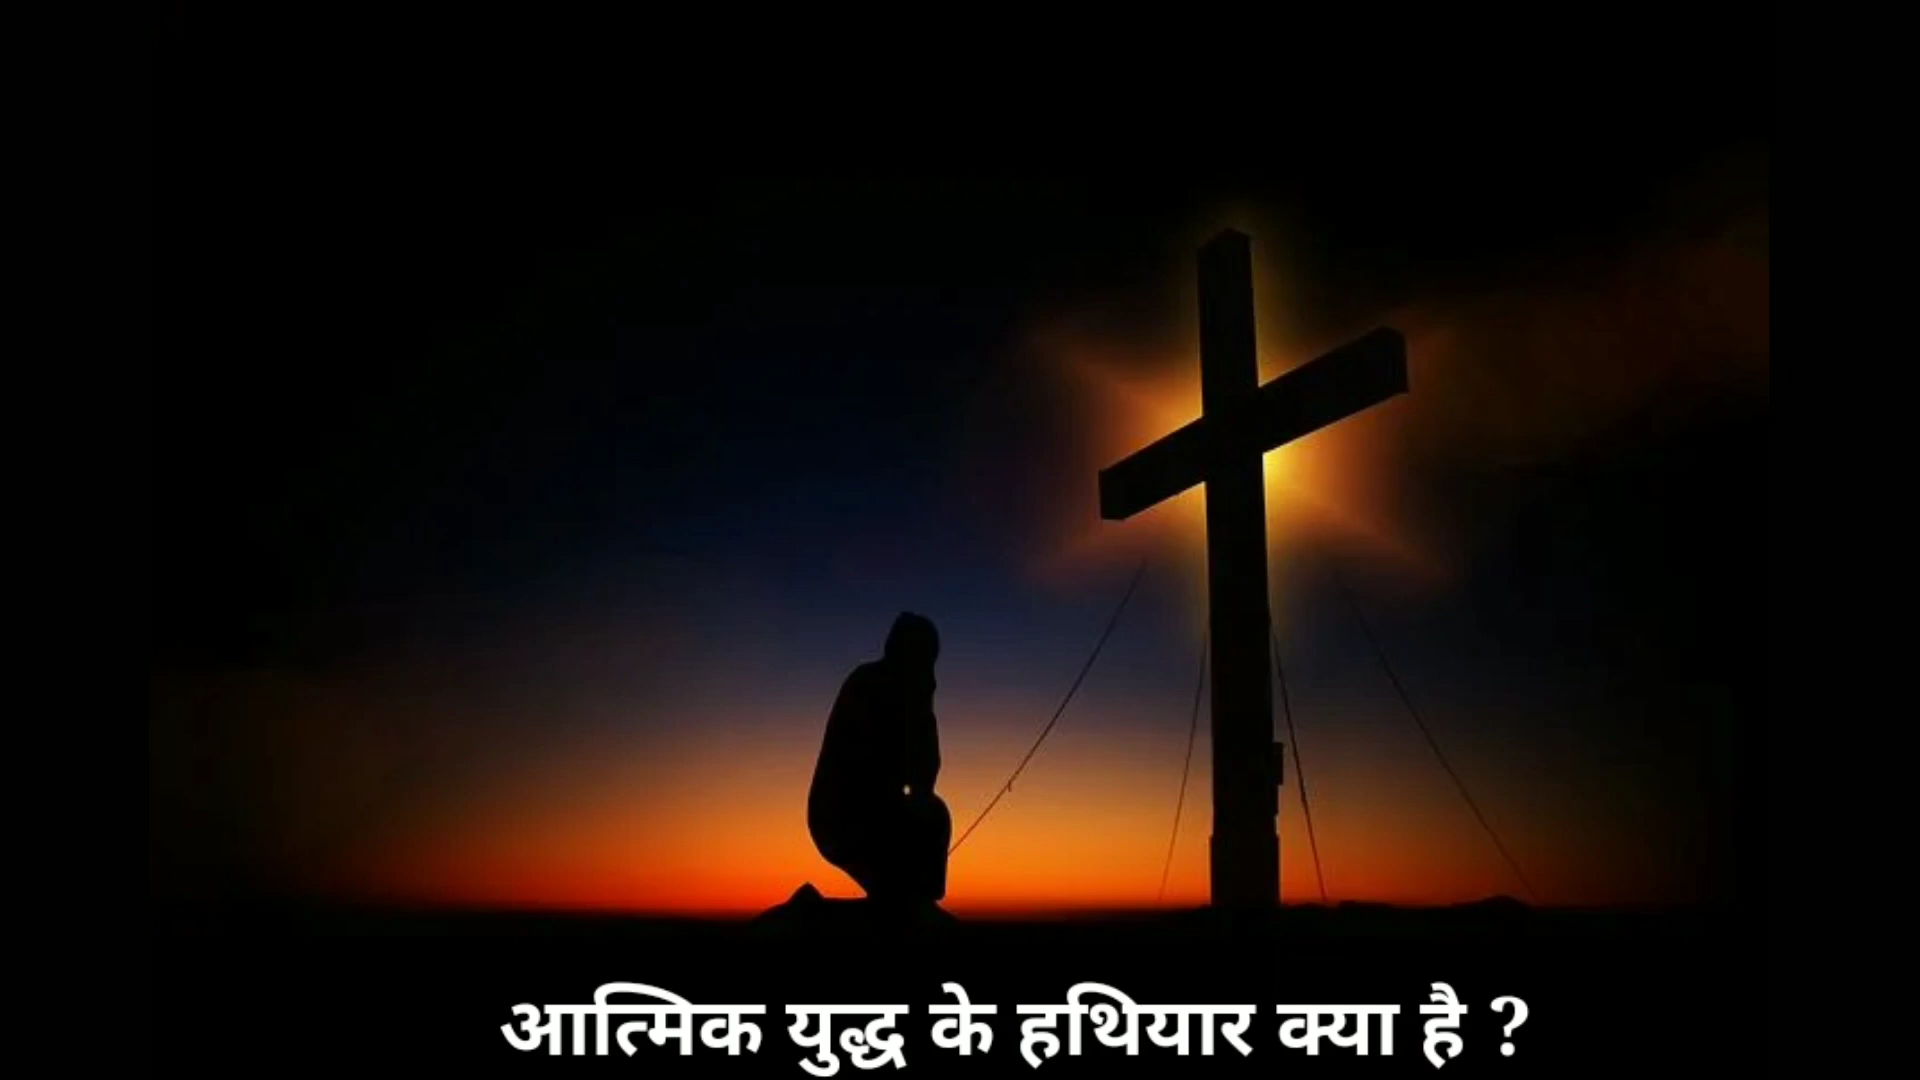 आत्मिक युद्ध के हथियार क्या है ?